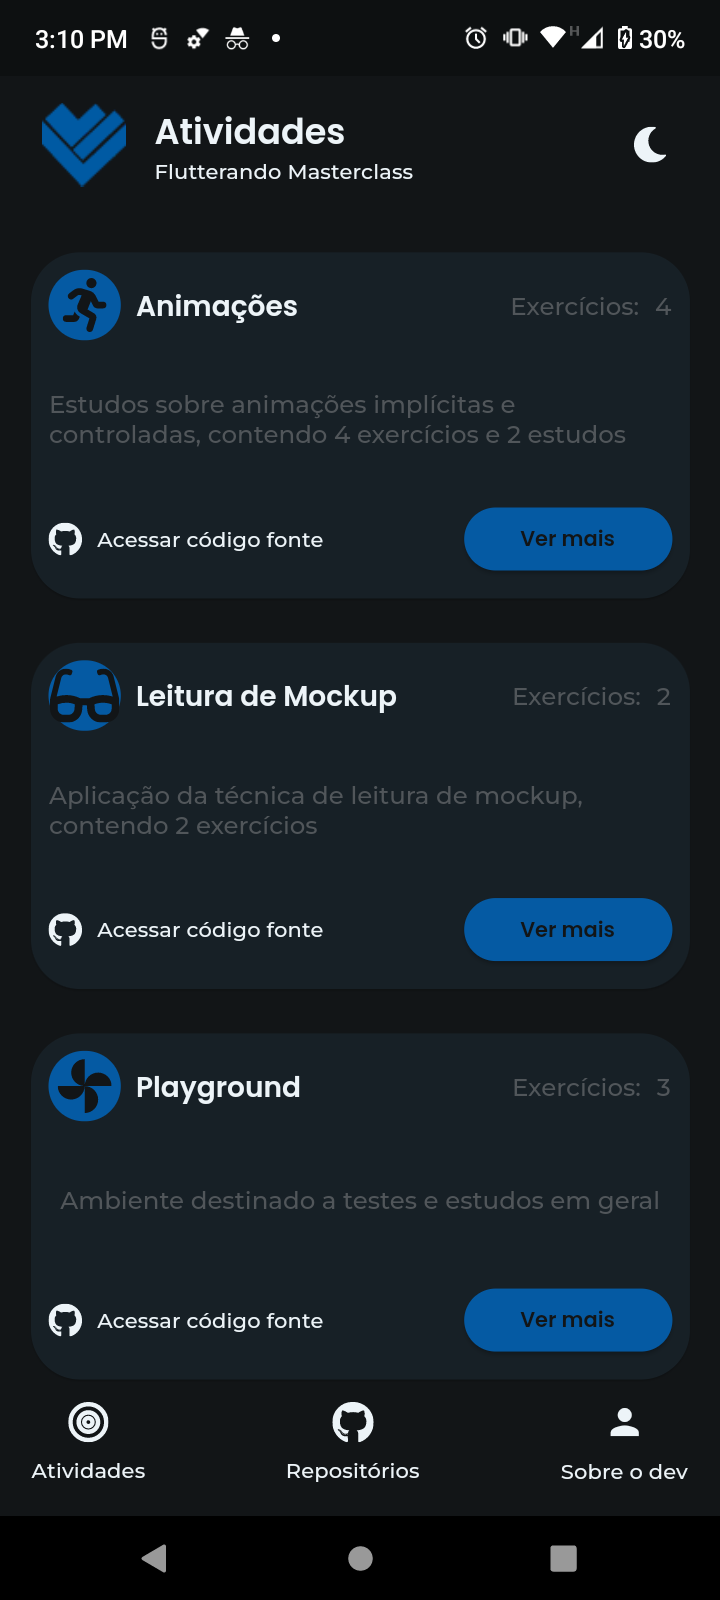 3:10 PM
H
30%
Atividades
Flutterando Masterclass
Animações
Exercícios: 4
Estudos sobre animações implícitas e
controladas, contendo 4 exercícios e 2 estudos
Acessar código fonte
Ver mais
Leitura de Mockup
Exercícios: 2
Aplicação da técnica de leitura de mockup,
contendo 2 exercícios
Acessar código fonte
Ver mais
Playground
Exercícios: 3
Ambiente destinado a testes e estudos em geral
Acessar código fonte
Ver mais
Atividades
Repositórios
Sobre o dev